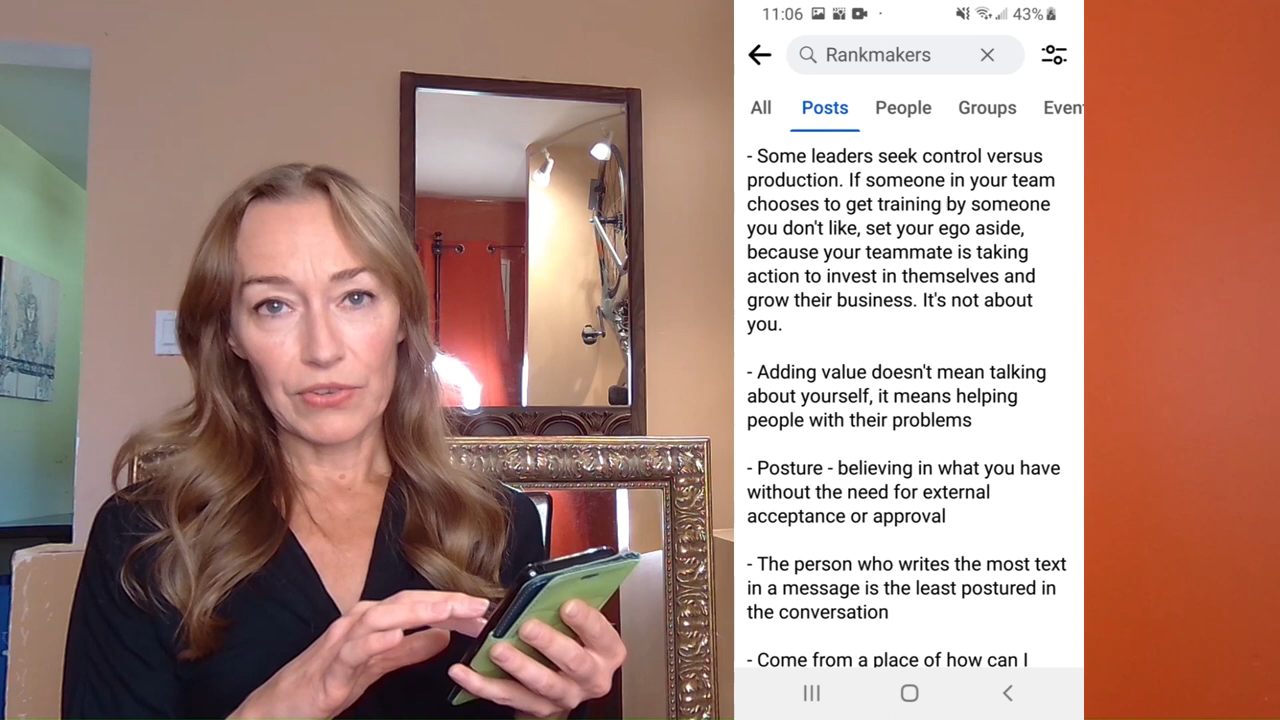 11:06
43%
Rankmakers
All Posts People Groups Even
- Some leaders seek control versus
production. If someone in your team
chooses to get training by someone
you don't like, set your ego aside,
because your teammate is taking
action to invest in themselves and
grow their business. It's not about
you.
- Adding value doesn't mean talking
about yourself, it means helping
people with their problems
- Posture - believing in what you have
without the need for external
acceptance or approval
- The person who writes the most text
in a message is the least postured in
the conversation
- Come from a place of how can I